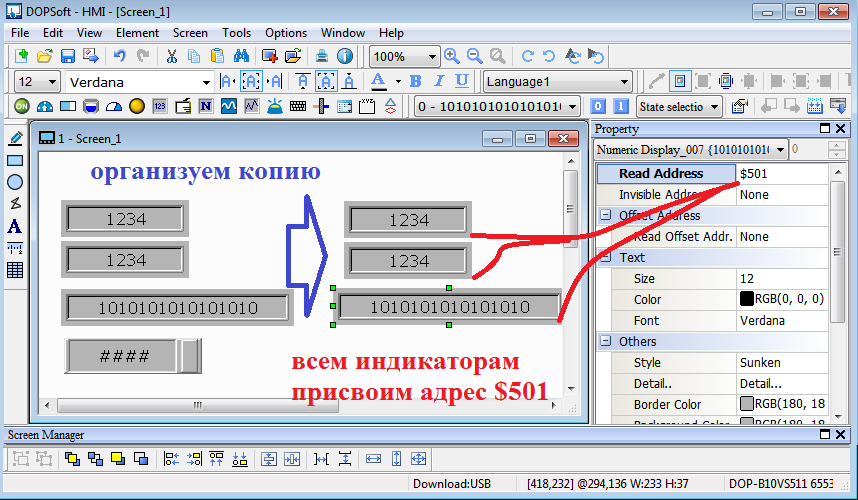 DOPSoft - HMI - [Screen_1]
File Edit View Element Screen Tools Options Window Help
100%
12 Verdana A B I U Language1
0 - 1010101010101010 0 1 State selectio
1 - Screen_1
организуем копию
1234 1234
1234 1234
1010101010101010 1010101010101010
####
всем индикаторам
присвоим адрес $501
Property
Numeric Display_007 {10101010 0
Read Address $501
Invisible Addre None
Offset Address
Read Offset Addr. None
Text
Size 12
Color RGB(0, 0, 0)
Font Verdana
Others
Style Sunken
Detail.. Detail...
Border Color RGB(180, 18
Background Color RGB(180, 18
Screen Manager
Download:USB [418,232] @294,136 W:233 H:37 DOP-B10VS511 6553